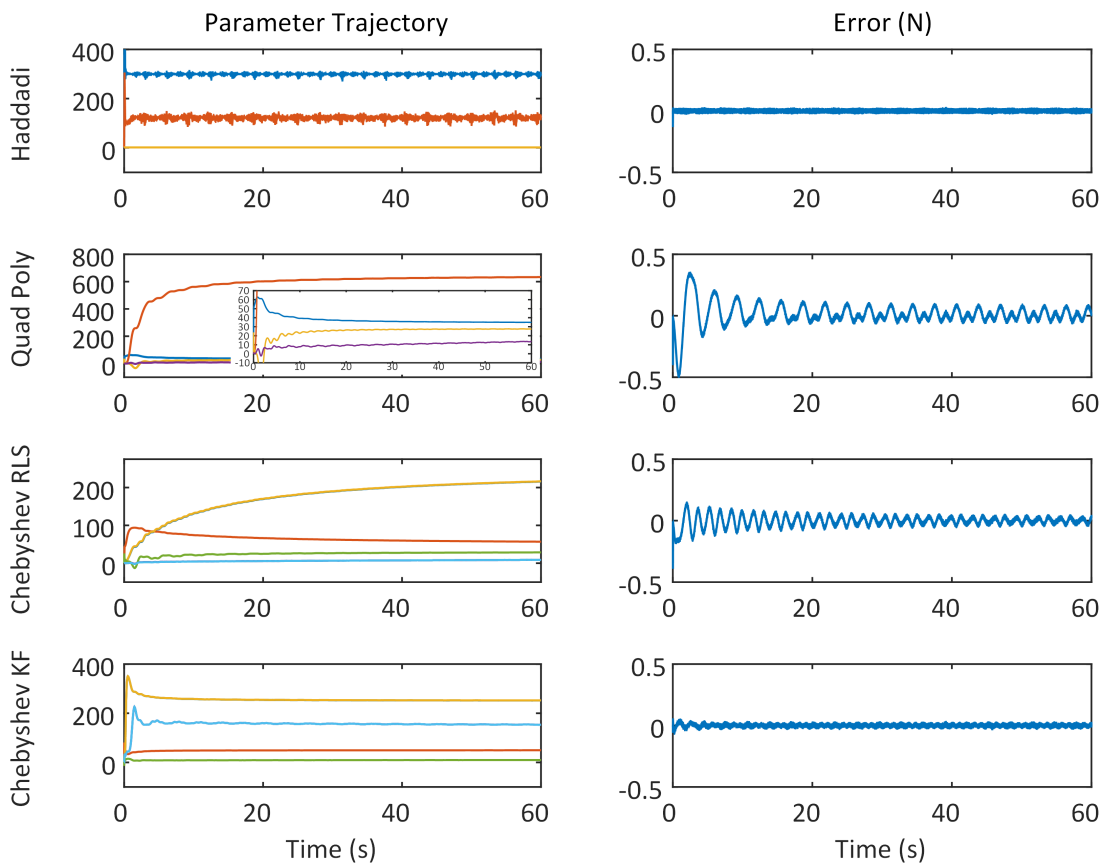 Parameter Trajectory
Error (N)
Haddadi
400
200
0
0 20 40 60
0.5
0
-0.5
0 20 40 60
Quad Poly
800
600
400
200
0
0 20 40 60
70
60
50
40
30
20
10
0
-10
0 10 20 30 40 50 60
0.5
0
-0.5
0 20 40 60
Chebyshev RLS
200
100
0
0 20 40 60
0.5
0
-0.5
0 20 40 60
Chebyshev KF
400
200
0
0 20 40 60
Time (s)
0.5
0
-0.5
0 20 40 60
Time (s)